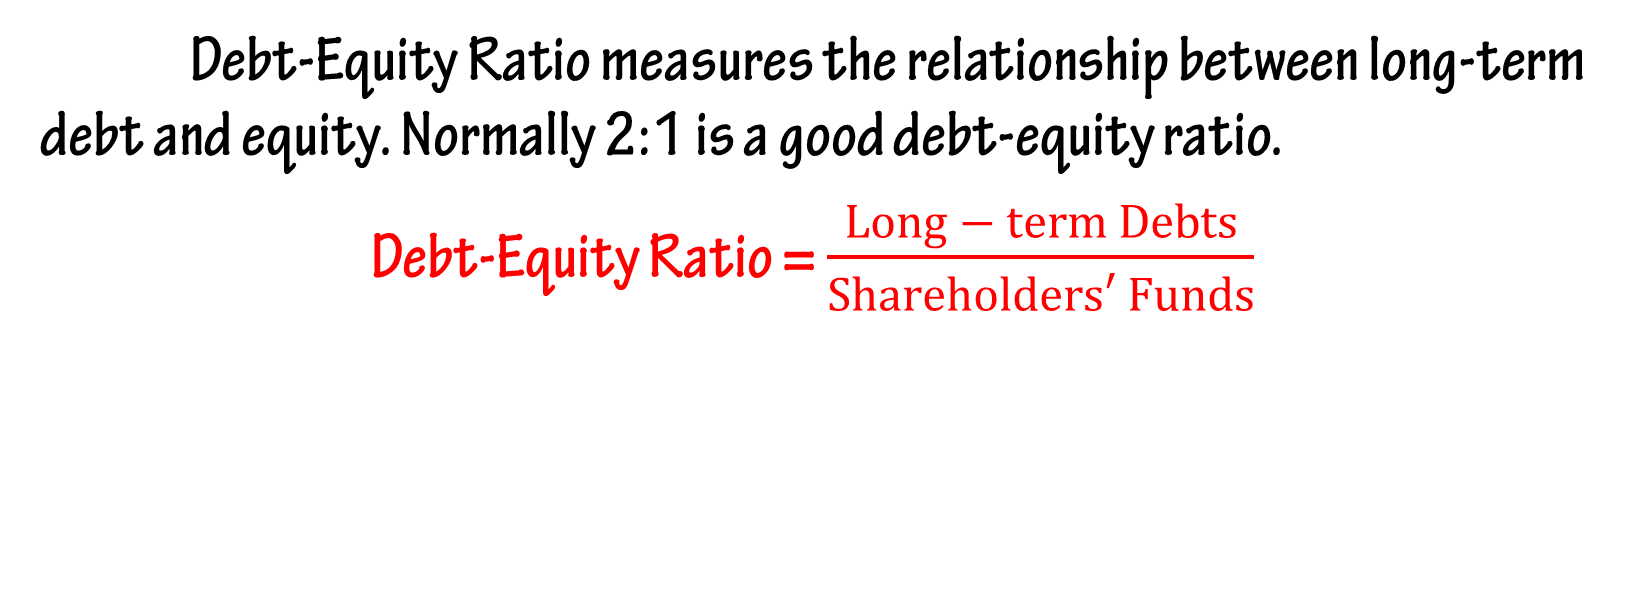 Debt-Equity Ratio measures the relationship between long-term
debt and equity. Normally 2:1 is a good debt-equity ratio.
Debt-Equity Ratio = Long − term Debts
Shareholders′ Funds